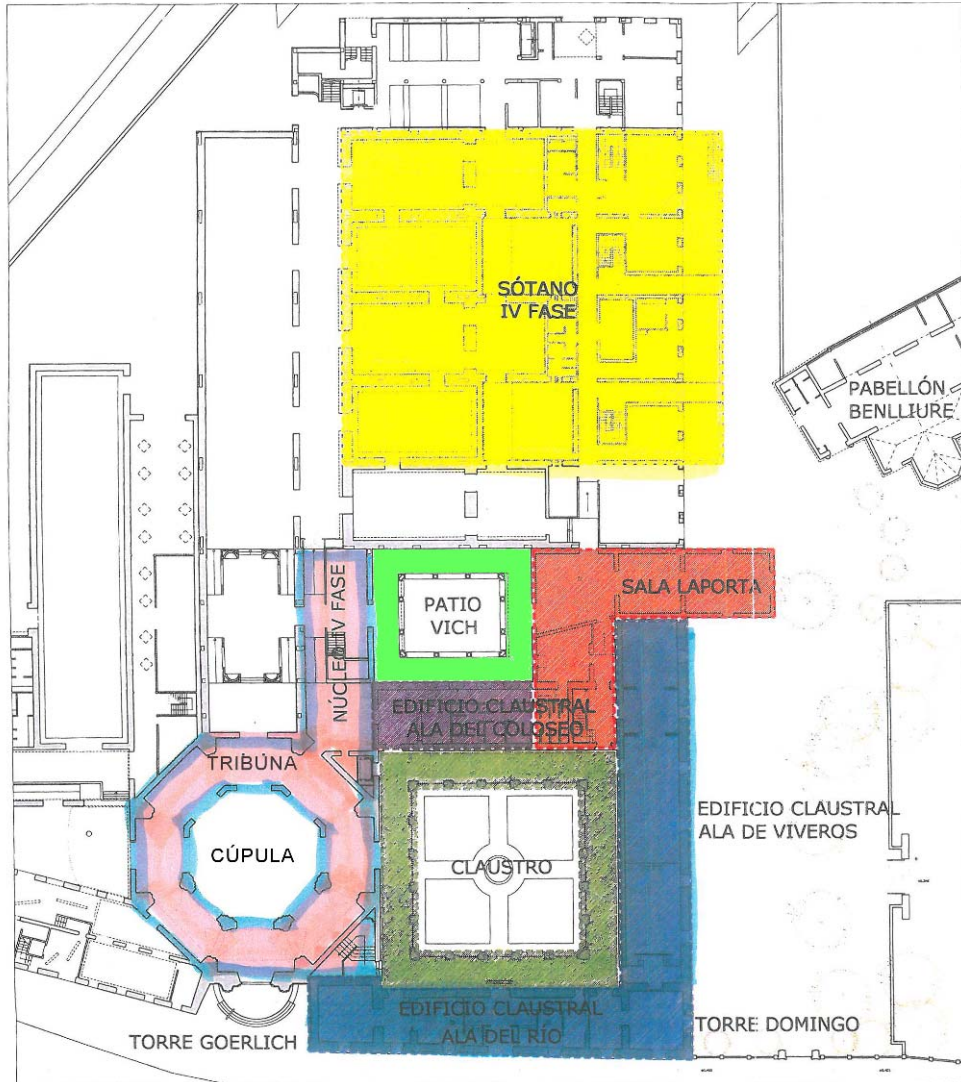 SÓTANO
IV FASE
PABELLÓN
BENLLIURE
SALA LAPORTA
NÚCLEO IV FASE
PATIO
VICH
EDIFICIO CLAUSTRAL
ALA DEL COLOSEO
TRIBUNA
CÚPULA
CLAUSTRO
EDIFICIO CLAUSTRAL
ALA DE VIVEROS
EDIFICIO CLAUSTRAL
ALA DEL RÍO
TORRE GOERLICH
TORRE DOMINGO